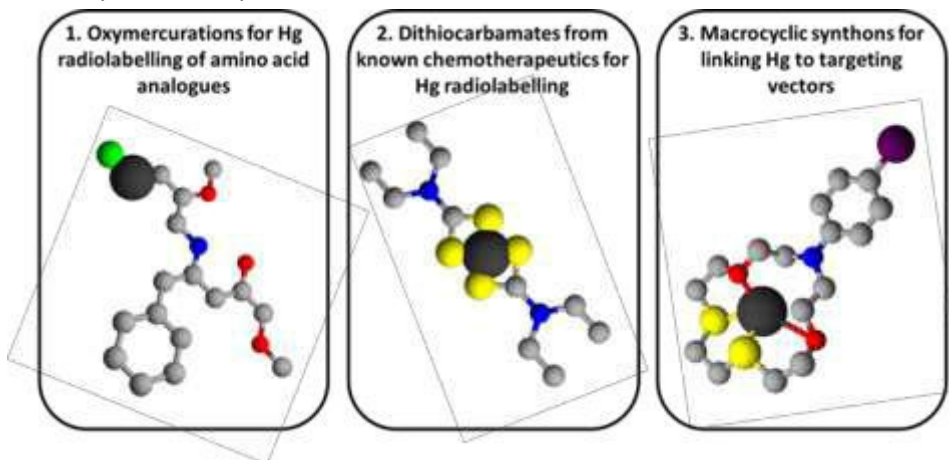 1. Oxymercurations for Hg
radiolabelling of amino acid
analogues
2. Dithiocarbamates from
known chemotherapeutics for
Hg radiolabelling
3. Macrocyclic synthons for
linking Hg to targeting
vectors